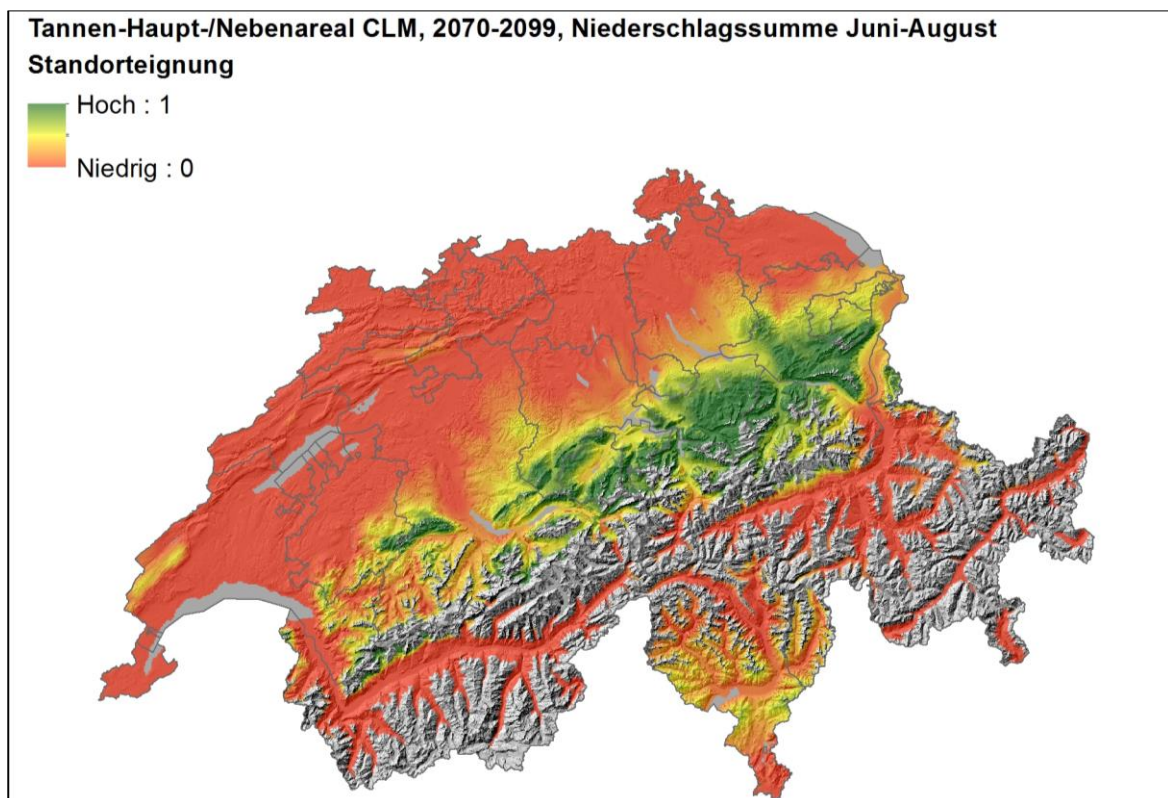 Tannen-Haupt-/Nebenareal CLM, 2070-2099, Niederschlagssumme Juni-August
Standorteignung
Hoch : 1
Niedrig : 0